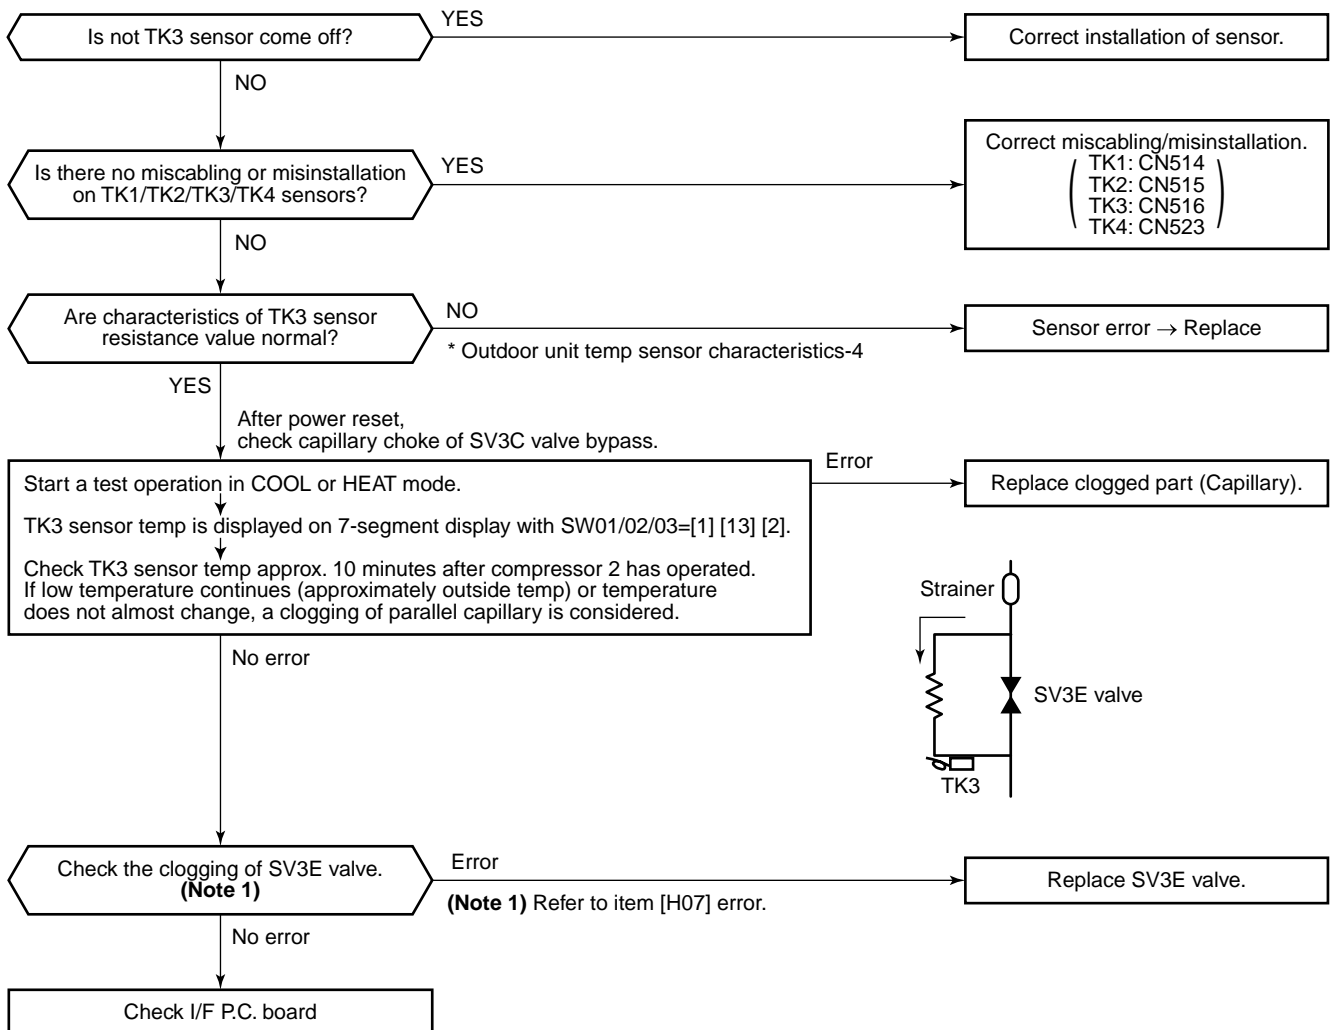 Is not TK3 sensor come off?
YES
Correct installation of sensor.
NO
Is there no miscabling or misinstallation
on TK1/TK2/TK3/TK4 sensors?
YES
Correct miscabling/misinstallation.
TK1: CN514
TK2: CN515
TK3: CN516
TK4: CN523
NO
Are characteristics of TK3 sensor
resistance value normal?
NO
* Outdoor unit temp sensor characteristics-4
Sensor error → Replace
YES
After power reset,
check capillary choke of SV3C valve bypass.
Start a test operation in COOL or HEAT mode.
TK3 sensor temp is displayed on 7-segment display with SW01/02/03=[1] [13] [2].
Check TK3 sensor temp approx. 10 minutes after compressor 2 has operated.
If low temperature continues (approximately outside temp) or temperature
does not almost change, a clogging of parallel capillary is considered.
Error
Replace clogged part (Capillary).
Strainer
SV3E valve
TK3
No error
Check the clogging of SV3E valve.
(Note 1)
Error
(Note 1) Refer to item [H07] error.
Replace SV3E valve.
No error
Check I/F P.C. board